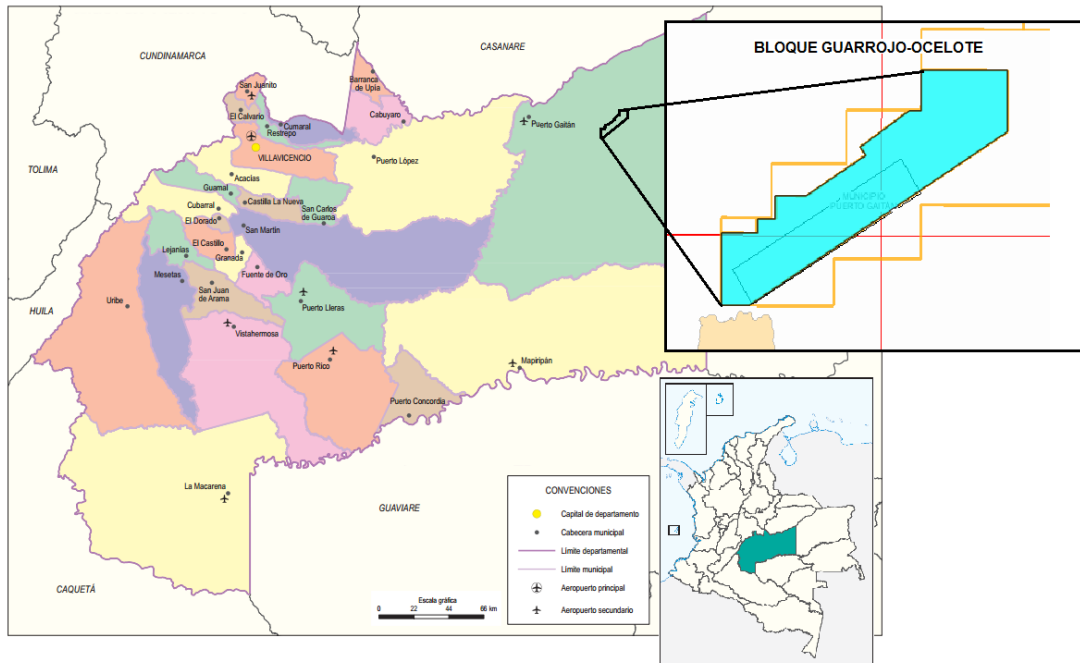 CUNDINAMARCA
CASANARE
BLOQUE GUARROJO-OCELOTE
San Juanito
Barranca
de Upía
El Calvario
Cumaral
Restrepo
Cabuyaro
Puerto Gaitán
VILLAVICENCIO
Puerto López
TOLIMA
Acacías
Guamal
Castilla La Nueva
Cubarral
San Carlos
de Guaroa
El Dorado
San Martín
MUNICIPIO
PUERTO GAITAN
El Castillo
Lejanías
Granada
Mesetas
Fuente de Oro
San Juan
de Arama
Uribe
Puerto Lleras
HUILA
Vistahermosa
Puerto Rico
Mapiripán
Puerto Concordia
La Macarena
GUAVIARE
CAQUETÁ
CONVENCIONES
Capital de departamento
Cabecera municipal
Límite departamental
Límite municipal
Aeropuerto principal
Aeropuerto secundario
Escala gráfica
0 22 44 66 km